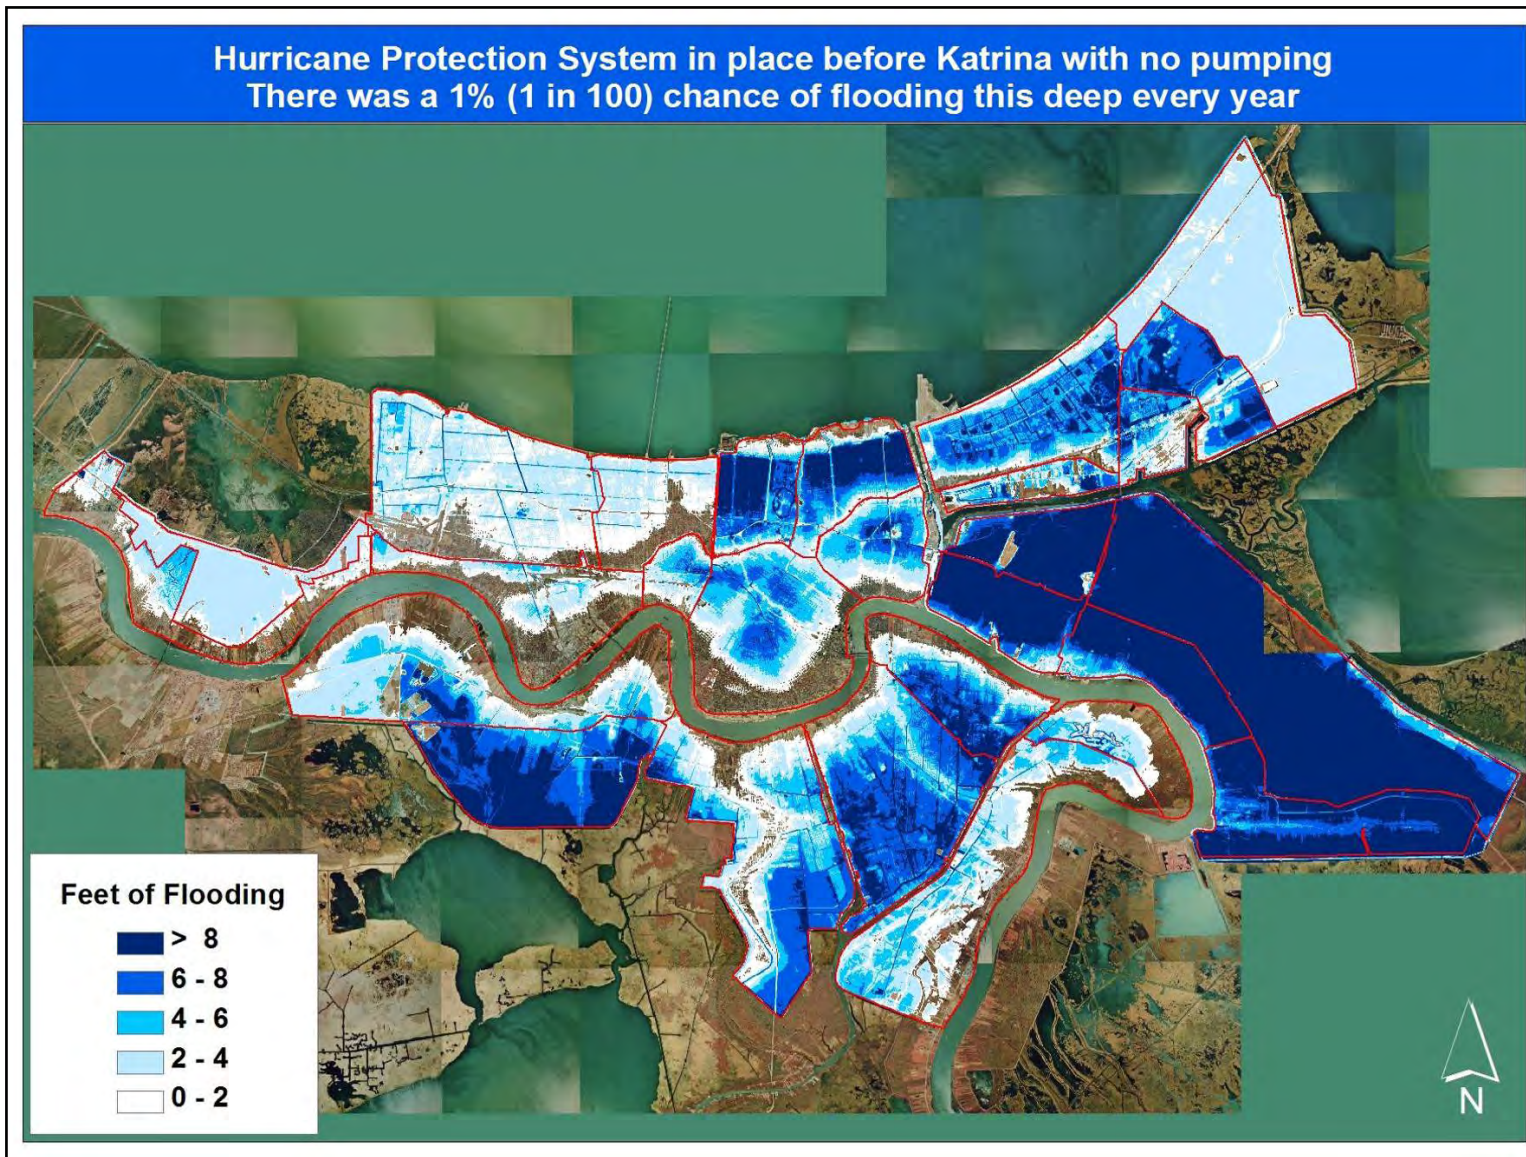 Hurricane Protection System in place before Katrina with no pumping
There was a 1% (1 in 100) chance of flooding this deep every year
Feet of Flooding
> 8
6 - 8
4 - 6
2 - 4
0 - 2
N